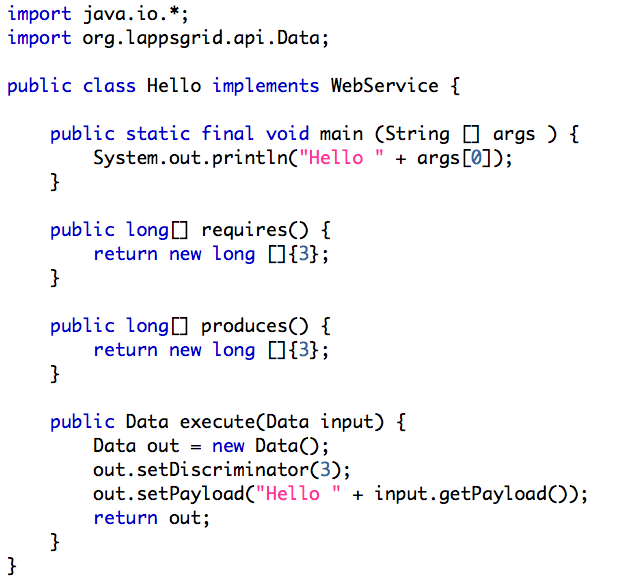 import java.io.*;
import org.lappsgrid.api.Data;

public class Hello implements WebService {

    public static final void main (String [] args ) {
        System.out.println("Hello " + args[0]);
    }

    public long[] requires() {
        return new long []{3};
    }

    public long[] produces() {
        return new long []{3};
    }

    public Data execute(Data input) {
        Data out = new Data();
        out.setDiscriminator(3);
        out.setPayload("Hello " + input.getPayload());
        return out;
    }
}